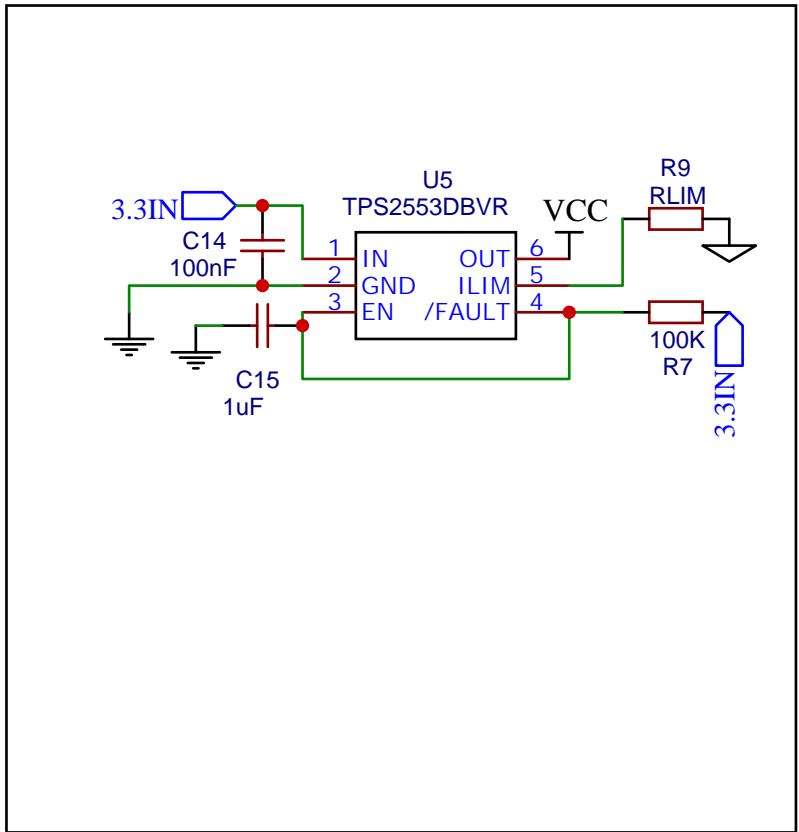 U5
TPS2553DBVR
R9
RLIM
3.3IN
VCC
C14
100nF
1 IN OUT 6
2 GND ILIM 5
3 EN /FAULT 4
C15
1uF
100K
R7
3.3IN